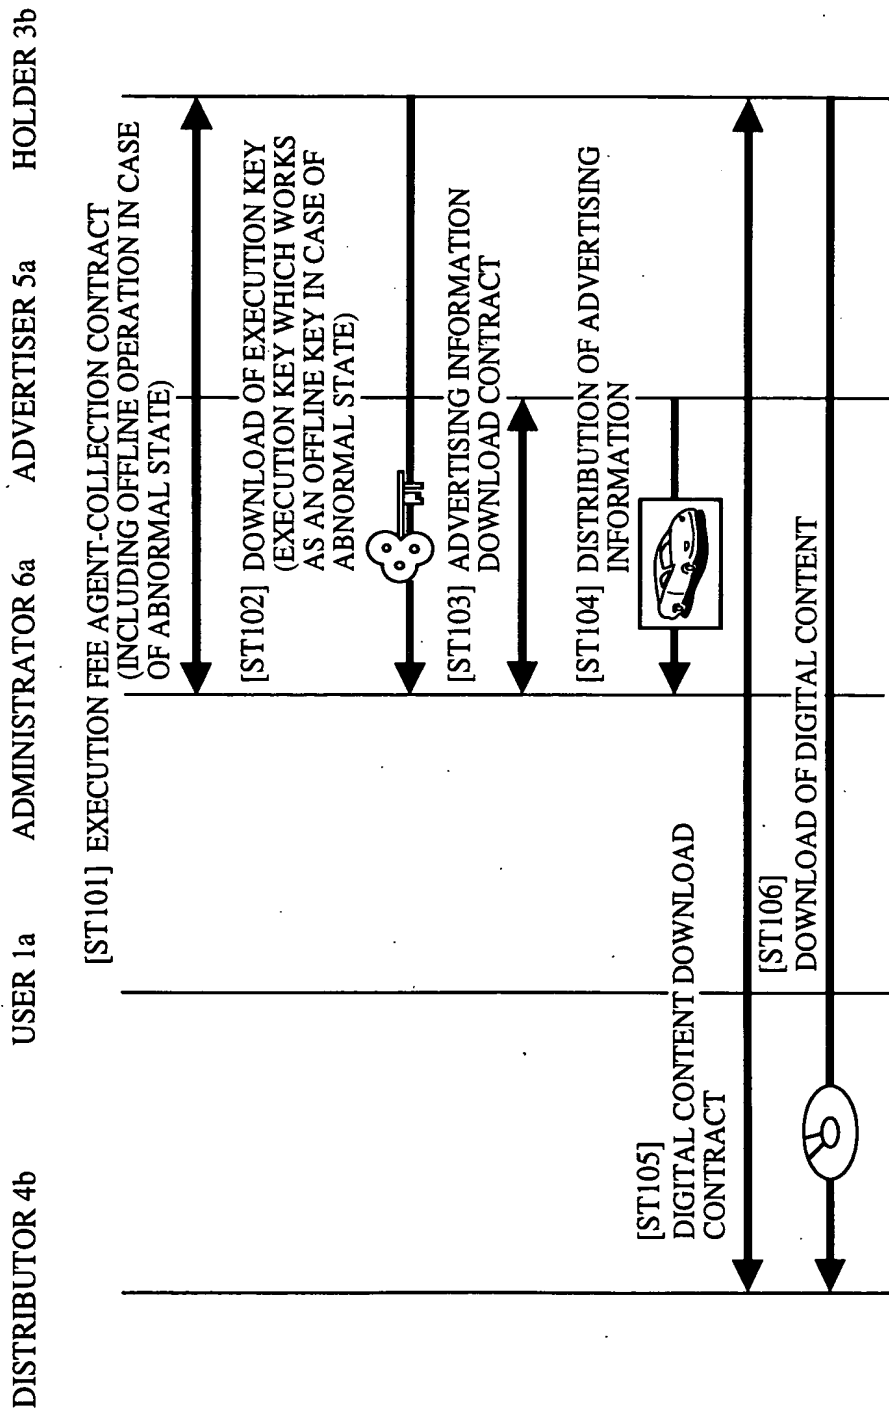 DISTRIBUTOR 4b
USER 1a
ADMINISTRATOR 6a
ADVERTISER 5a
HOLDER 3b
[ST101] EXECUTION FEE AGENT-COLLECTION CONTRACT
(INCLUDING OFFLINE OPERATION IN CASE
OF ABNORMAL STATE)
[ST102] DOWNLOAD OF EXECUTION KEY
(EXECUTION KEY WHICH WORKS
AS AN OFFLINE KEY IN CASE OF
ABNORMAL STATE)
[ST103] ADVERTISING INFORMATION
DOWNLOAD CONTRACT
[ST104] DISTRIBUTION OF ADVERTISING
INFORMATION
[ST105]
DIGITAL CONTENT DOWNLOAD
CONTRACT
[ST106]
DOWNLOAD OF DIGITAL CONTENT